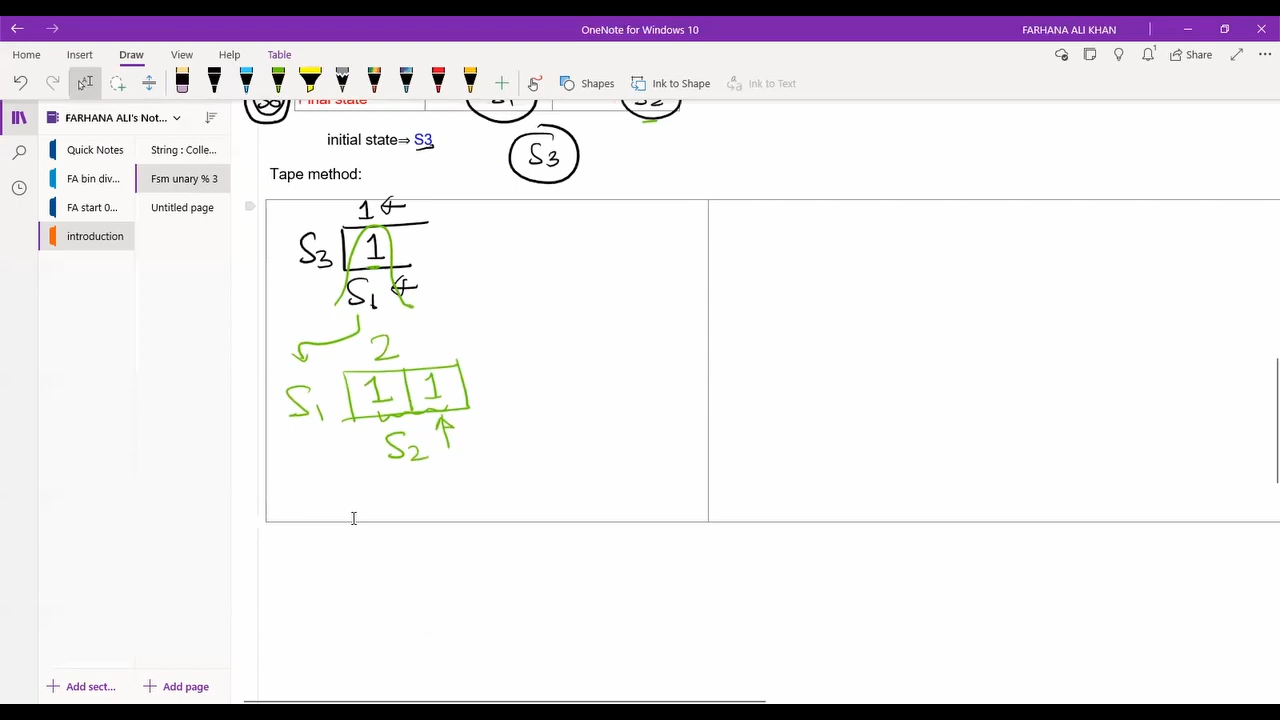 OneNote for Windows 10
FARHANA ALI KHAN
Home Insert Draw View Help Table
Share
Shapes Ink to Shape Ink to Text
FARHANA ALI's Not...
Quick Notes
FA bin div...
FA start 0...
introduction
String : Colle...
Fsm unary % 3
Untitled page
S0 Final state S1 S2
initial state⇒ S3
S3
Tape method:
1
S3 1
S1
2
S1 1 1
S2
Add sect... Add page